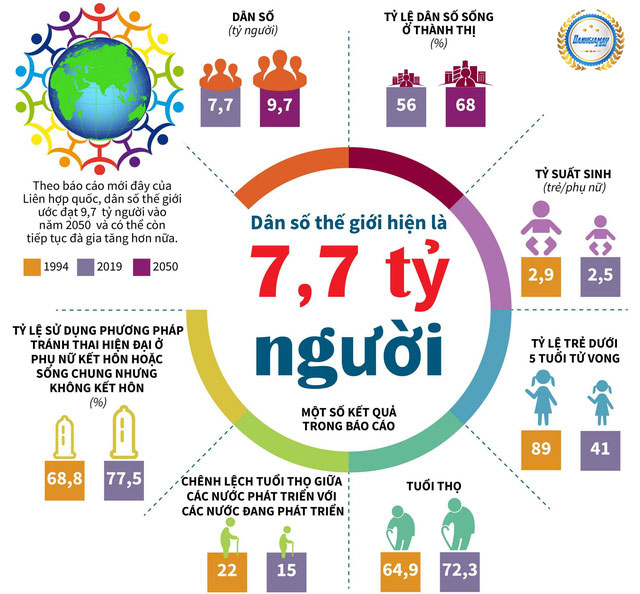 DÂN SỐ
(tỷ người)
7,7
9,7
TỶ LỆ DÂN SỐ SỐNG
Ở THÀNH THỊ
(%)
56
68
DANHGIAMAY
Theo báo cáo mới đây của
Liên hợp quốc, dân số thế giới
ước đạt 9,7 tỷ người vào
năm 2050 và có thể còn
tiếp tục đà gia tăng hơn nữa.
1994
2019
2050
Dân số thế giới hiện là
7,7 tỷ
người
MỘT SỐ KẾT QUẢ
TRONG BÁO CÁO
TỶ SUẤT SINH
(trẻ/phụ nữ)
2,9
2,5
TỶ LỆ TRẺ DƯỚI
5 TUỔI TỬ VONG
89
41
TỶ LỆ SỬ DỤNG PHƯƠNG PHÁP
TRÁNH THAI HIỆN ĐẠI Ở
PHỤ NỮ KẾT HÔN HOẶC
SỐNG CHUNG NHƯNG
KHÔNG KẾT HÔN
(%)
68,8
77,5
CHÊNH LỆCH TUỔI THỌ GIỮA
CÁC NƯỚC PHÁT TRIỂN VỚI
CÁC NƯỚC ĐANG PHÁT TRIỂN
22
15
TUỔI THỌ
64,9
72,3